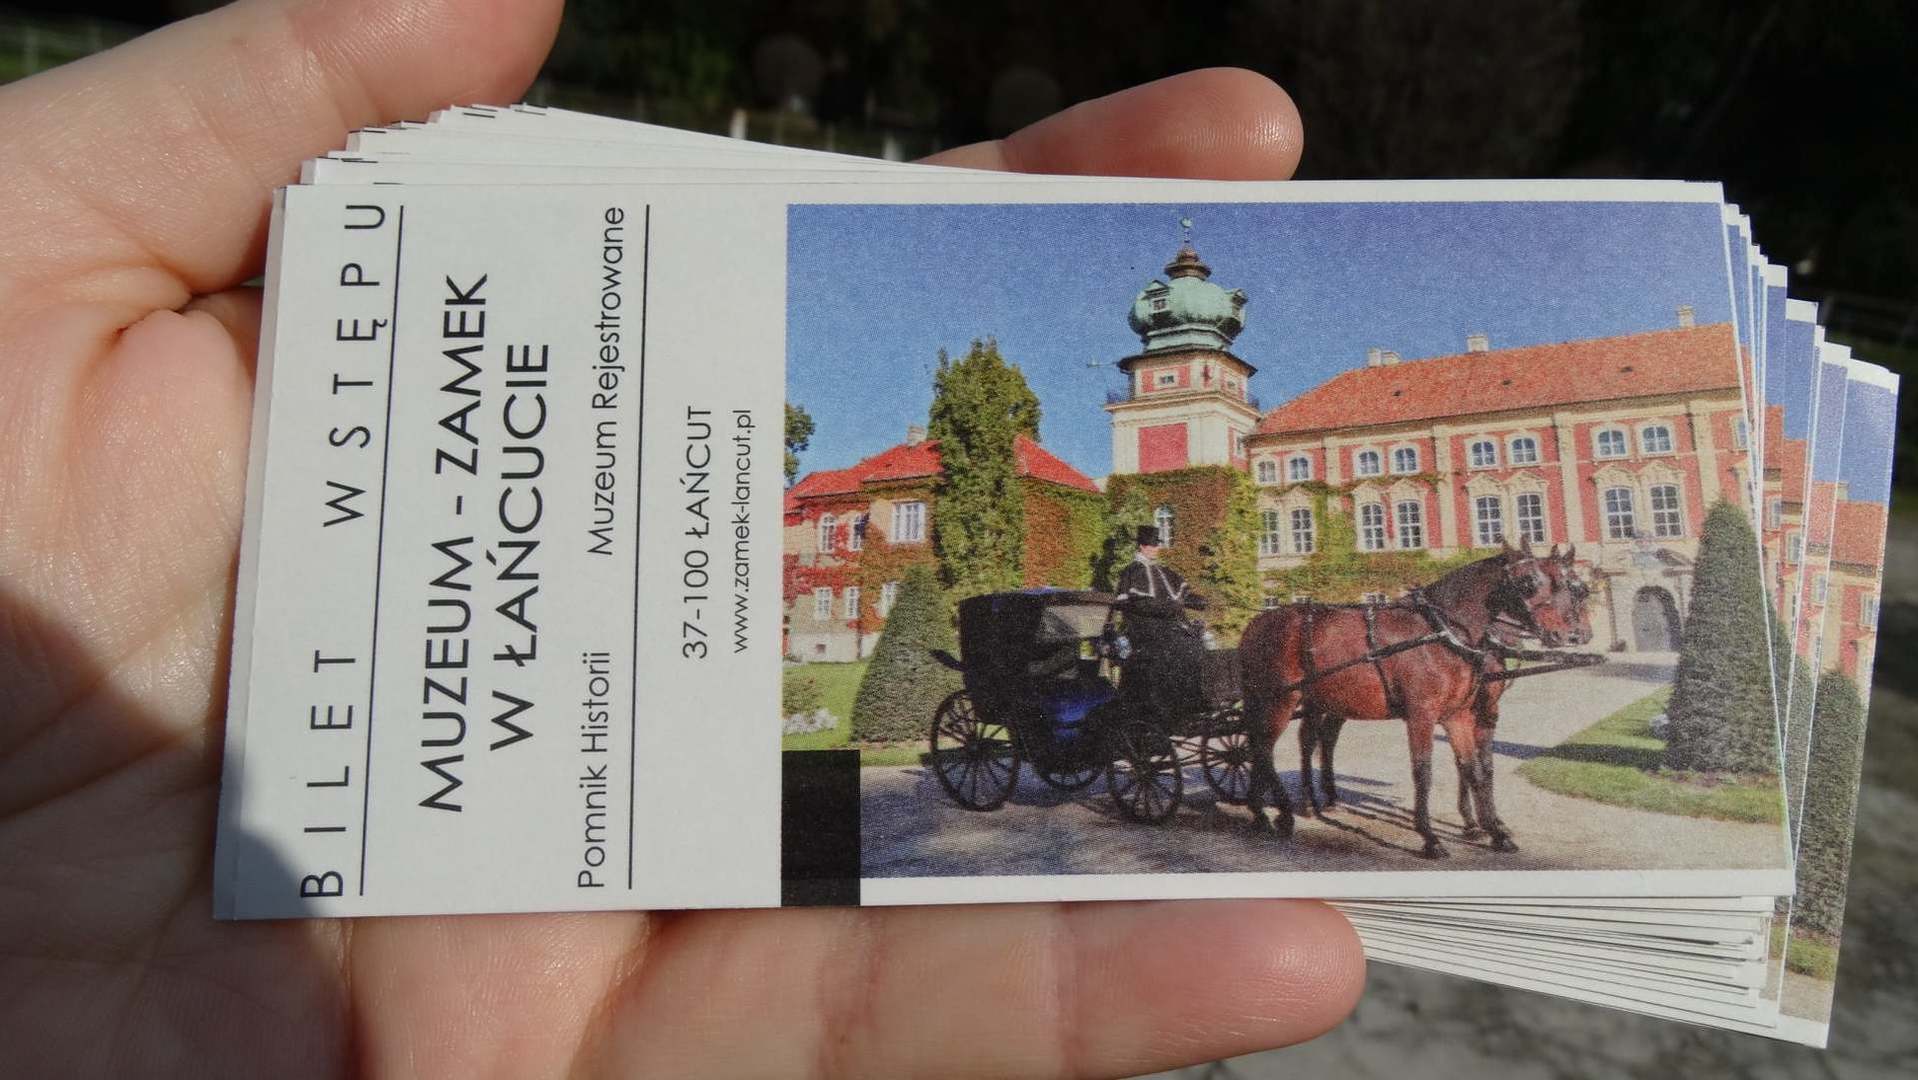 BILET WSTĘPU
MUZEUM - ZAMEK
W ŁAŃCUCIE
Pomnik Historii Muzeum Rejestrowane
37-100 ŁAŃCUT
www.zamek-lancut.pl